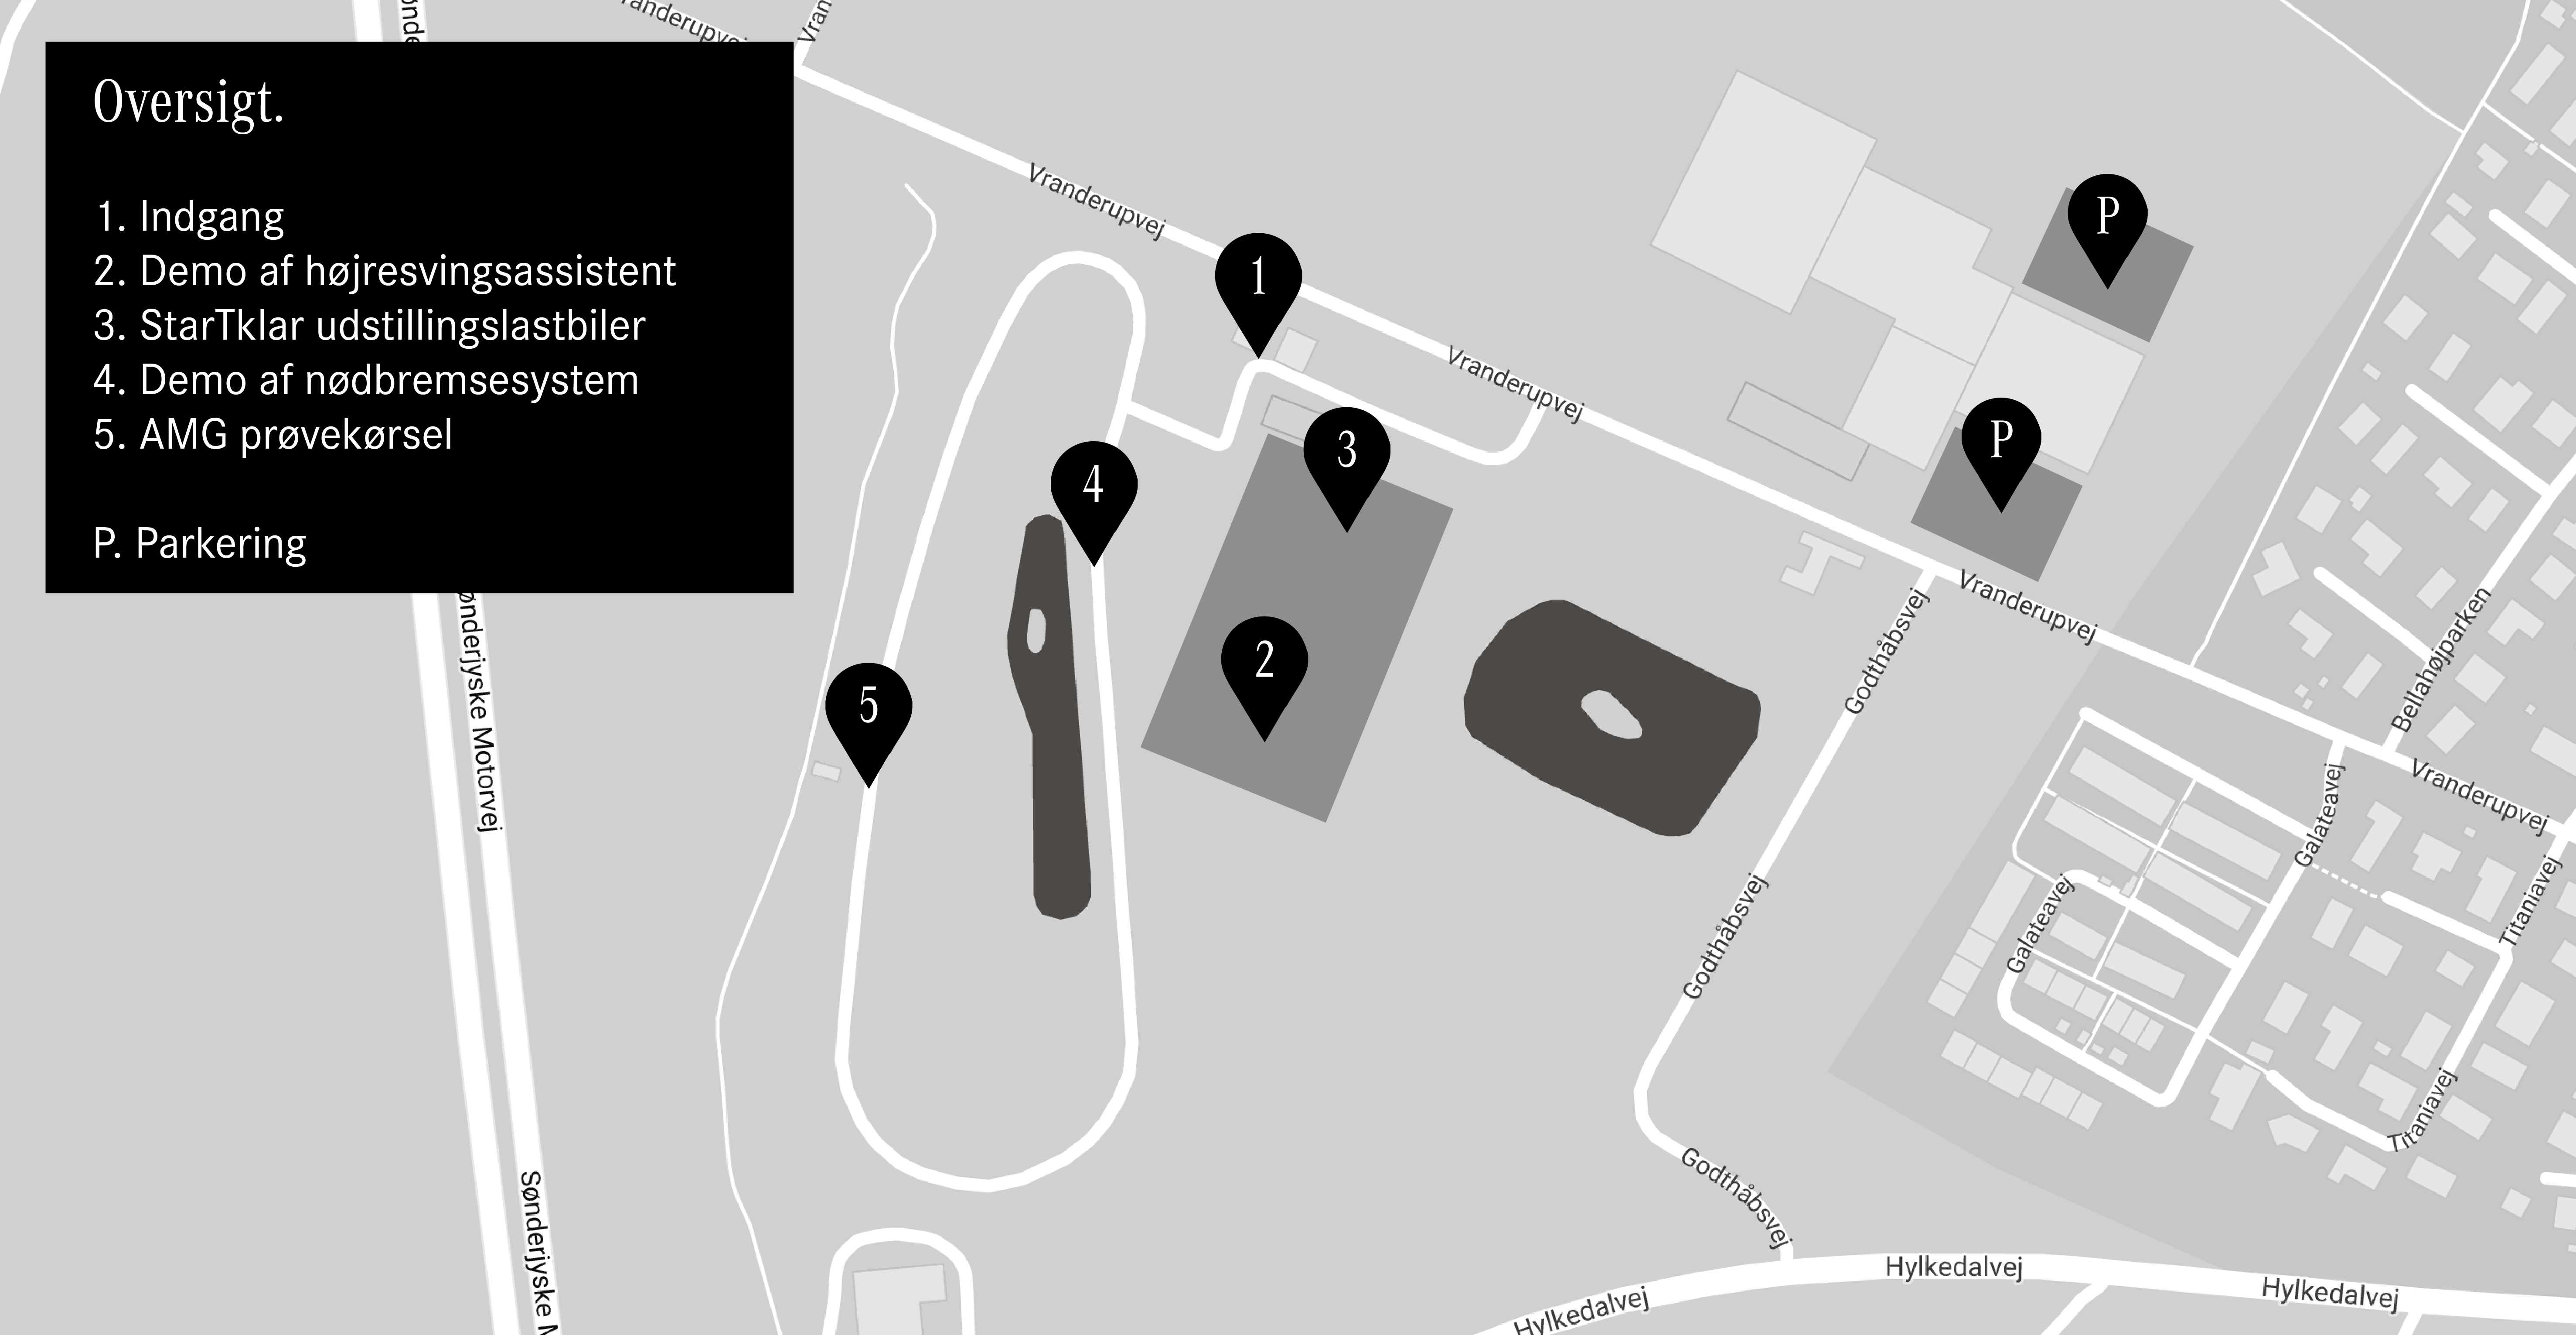 Oversigt.
1. Indgang
2. Demo af højresvingsassistent
3. StarTklar udstillingslastbiler
4. Demo af nødbremsesystem
5. AMG prøvekørsel
P. Parkering
Vranderupvej
1
Vranderupvej
P
P
3
4
2
5
Vranderupvej
Godthåbsvej
Godthåbsvej
Godthåbsvej
Bellahøjparken
Vranderupvej
Galateavej
Galateavej
Titaniavej
Titaniavej
Motorvej
Hylkedalvej
Hylkedalvej
Hylkedalvej
Sønderjyske